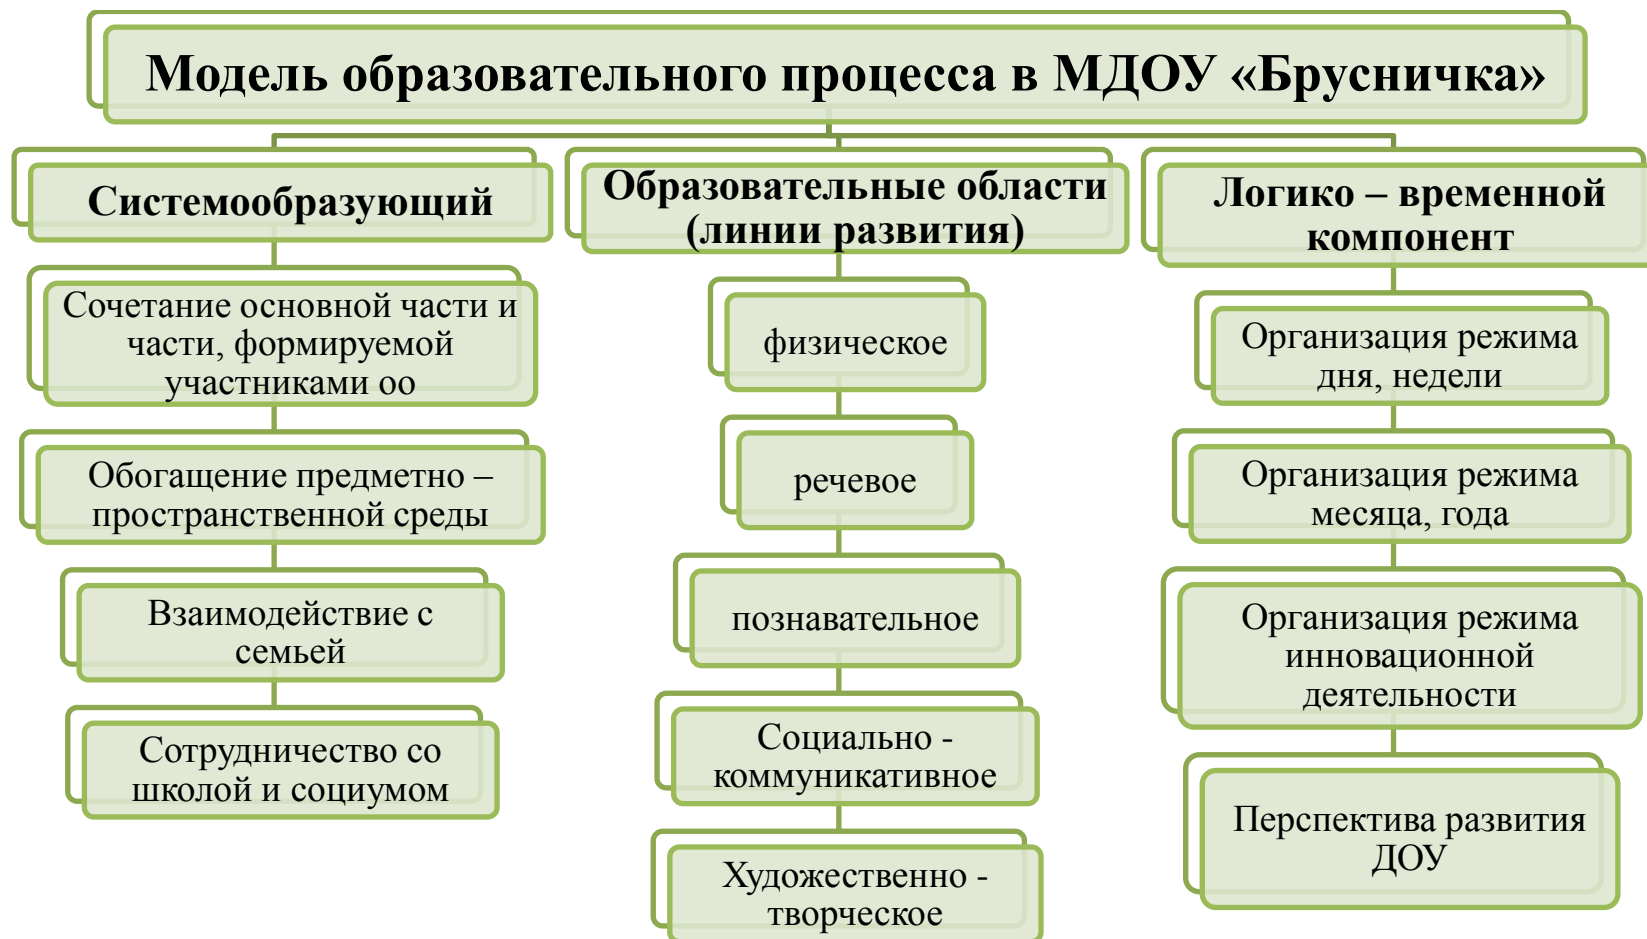 Модель образовательного процесса в МДОУ «Брусничка»
Системообразующий
Сочетание основной части и
части, формируемой
участниками оо
Обогащение предметно –
пространственной среды
Взаимодействие с
семьей
Сотрудничество со
школой и социумом
Образовательные области
(линии развития)
физическое
речевое
познавательное
Социально -
коммуникативное
Художественно -
творческое
Логико – временной
компонент
Организация режима
дня, недели
Организация режима
месяца, года
Организация режима
инновационной
деятельности
Перспектива развития
ДОУ